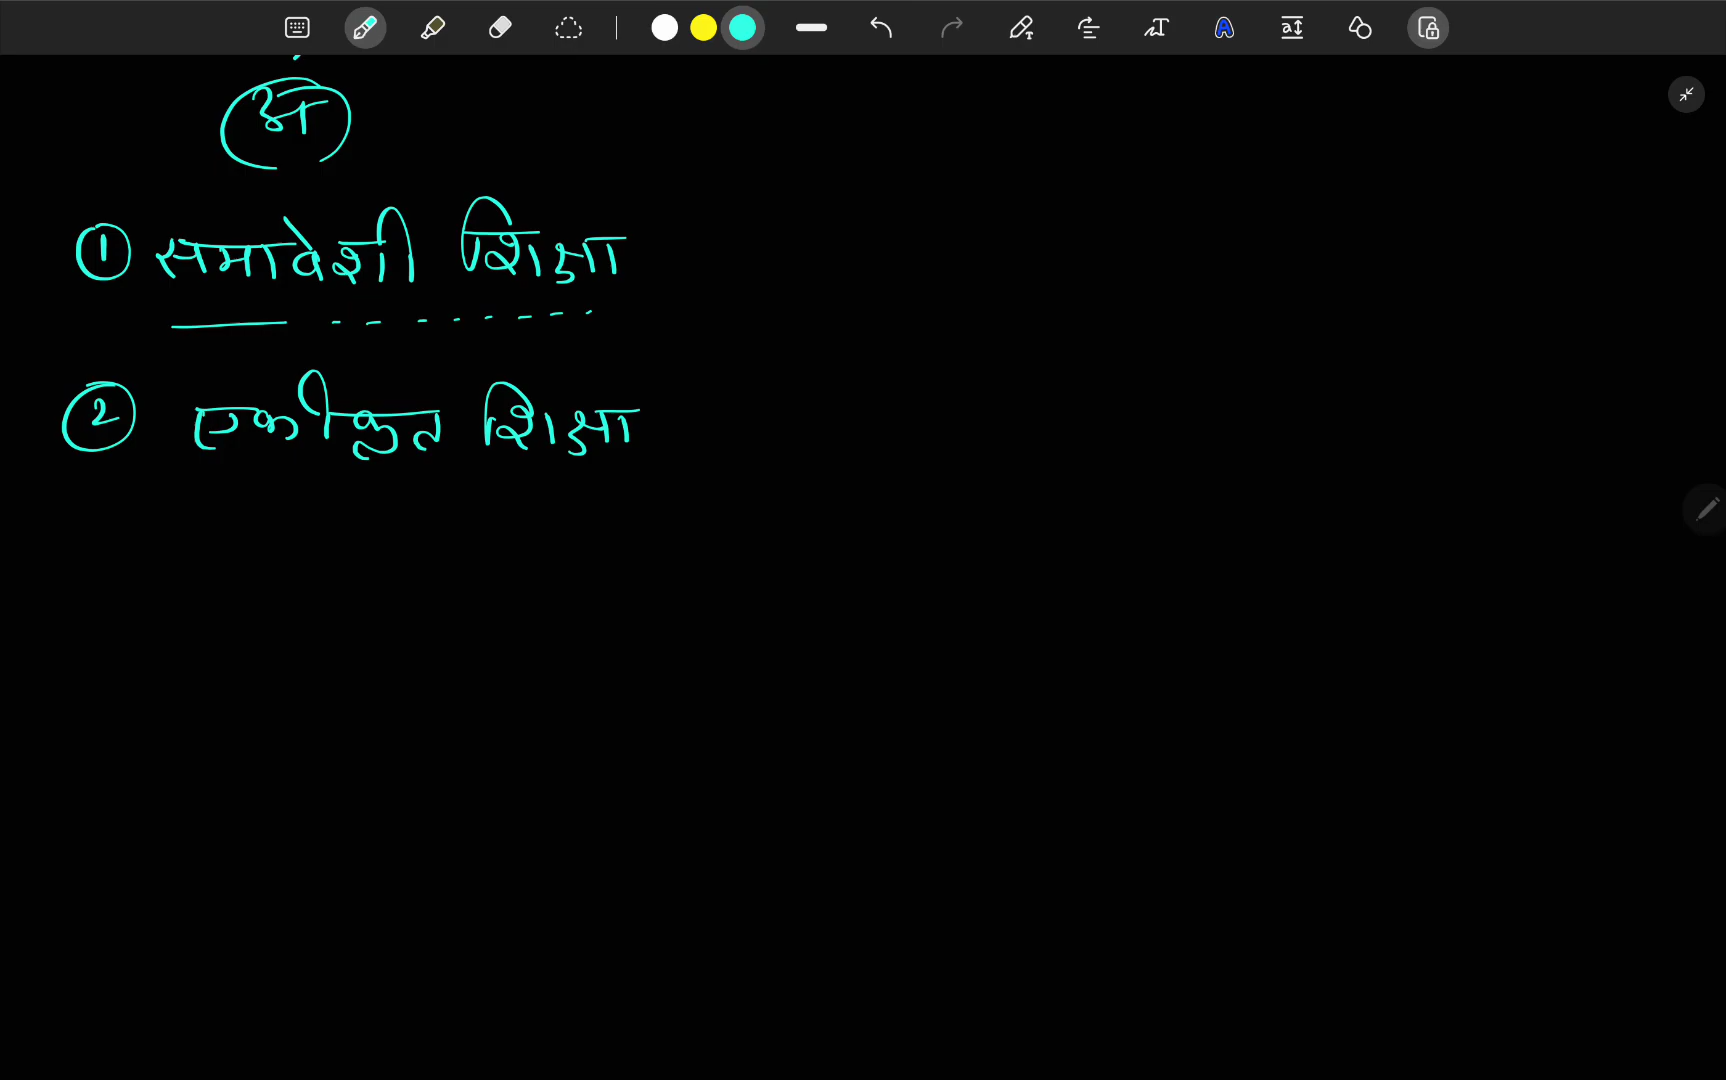 अ
① समावेशी शिक्षा
② एकीकृत शिक्षा